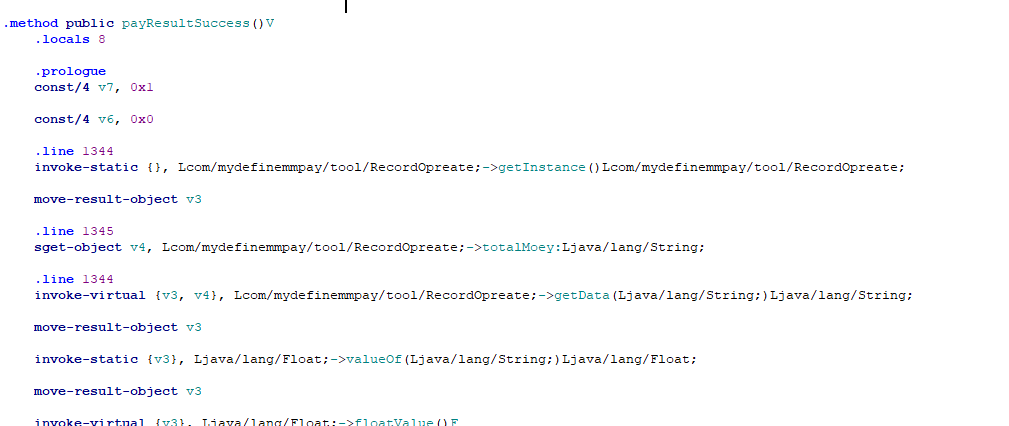 .method public payResultSuccess()V
.locals 8
.prologue
const/4 v7, 0x1
const/4 v6, 0x0
.line 1344
invoke-static {}, Lcom/mydefinemmpay/tool/RecordOpreate;->getInstance()Lcom/mydefinemmpay/tool/RecordOpreate;
move-result-object v3
.line 1345
sget-object v4, Lcom/mydefinemmpay/tool/RecordOpreate;->totalMoey:Ljava/lang/String;
.line 1344
invoke-virtual {v3, v4}, Lcom/mydefinemmpay/tool/RecordOpreate;->getData(Ljava/lang/String;)Ljava/lang/String;
move-result-object v3
invoke-static {v3}, Ljava/lang/Float;->valueOf(Ljava/lang/String;)Ljava/lang/Float;
move-result-object v3
invoke-virtual {v3}, Ljava/lang/Float;->floatValue()F